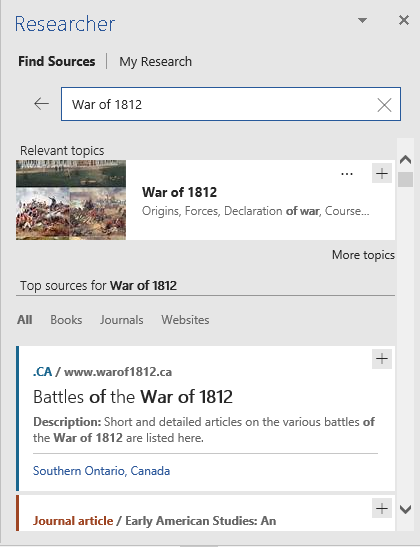 Researcher
Find Sources | My Research
War of 1812
Relevant topics
War of 1812
Origins, Forces, Declaration of war, Course...
More topics
Top sources for War of 1812
All Books Journals Websites
.CA / www.warof1812.ca
Battles of the War of 1812
Description: Short and detailed articles on the various battles of
the War of 1812 are listed here.
Southern Ontario, Canada
Journal article / Early American Studies: An